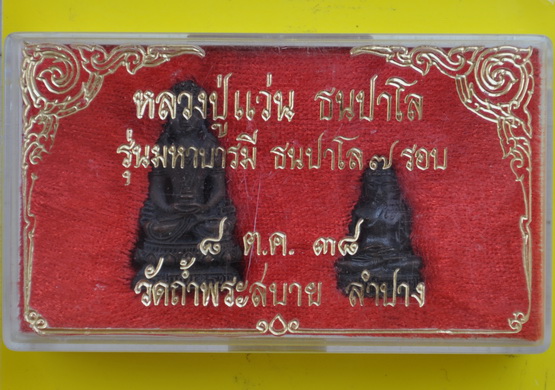 หลวงปู่แว่น ธนปาโล
รุ่นมหาบารมี ธนปาโล ๗ รอบ
๘ ต.ค. ๓๘
วัดถ้ำพระสบาย ลำปาง